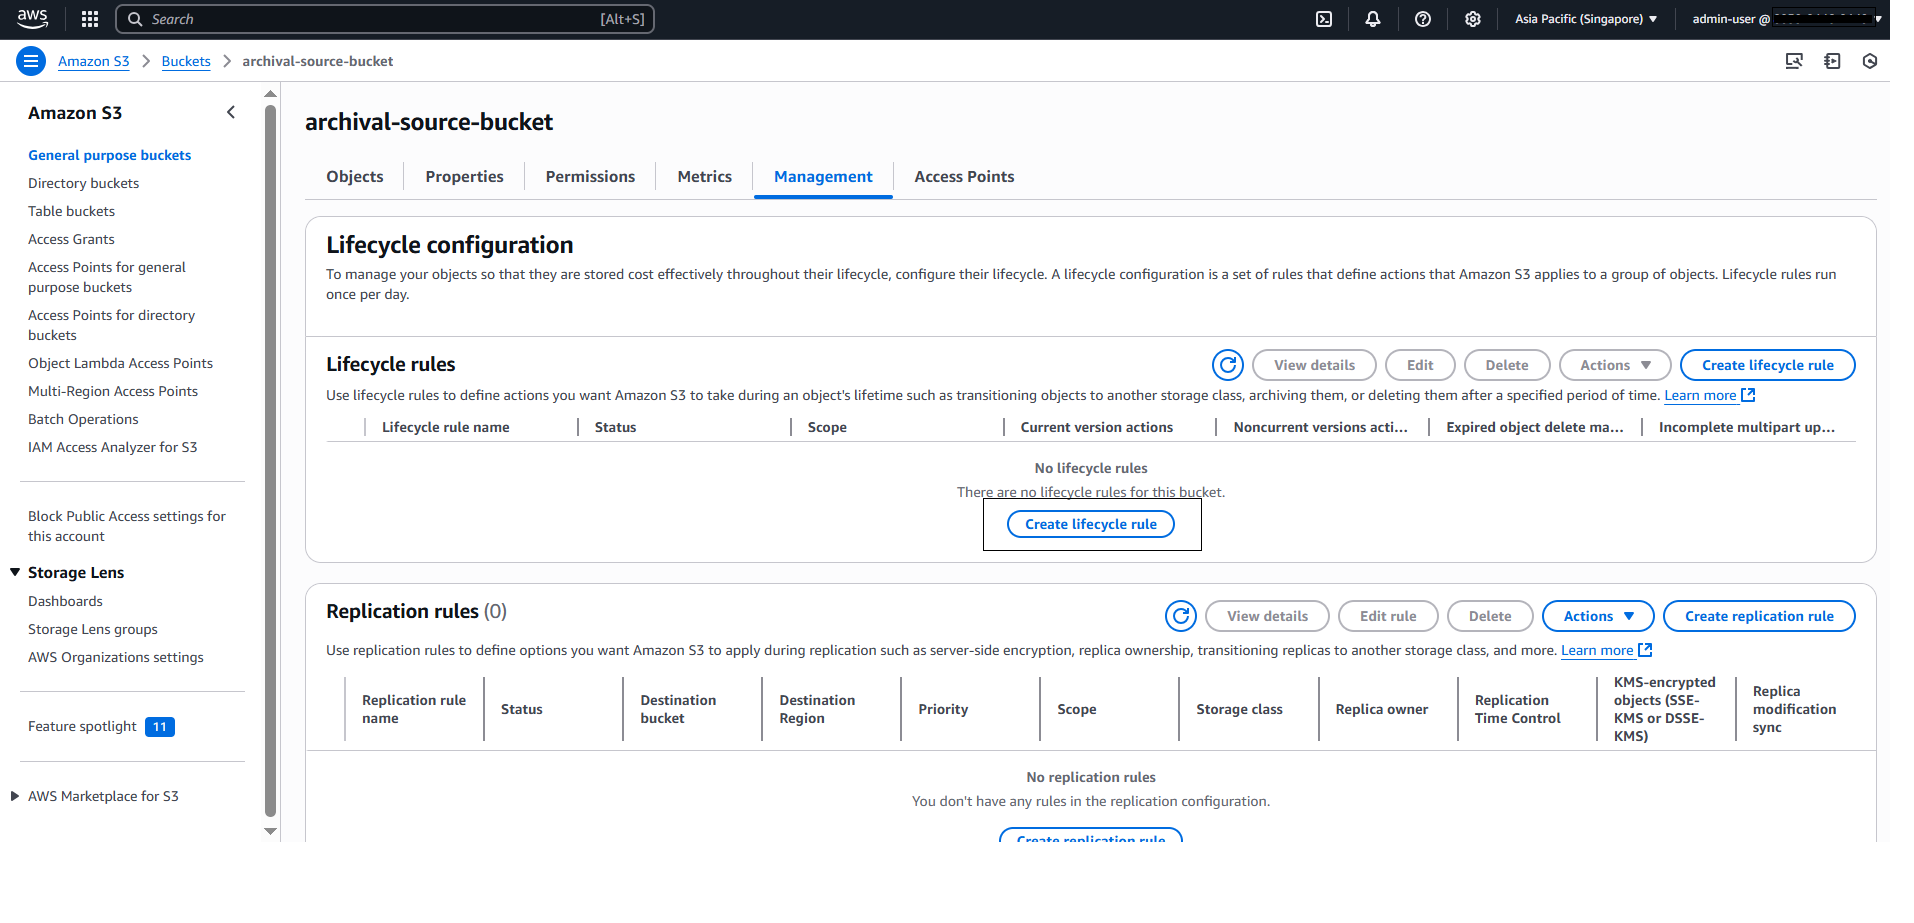 aws
Search
[Alt+S]
Asia Pacific (Singapore)
admin-user @
Amazon S3
Buckets
archival-source-bucket
Amazon S3
General purpose buckets
Directory buckets
Table buckets
Access Grants
Access Points for general
purpose buckets
Access Points for directory
buckets
Object Lambda Access Points
Multi-Region Access Points
Batch Operations
IAM Access Analyzer for S3
Block Public Access settings for
this account
Storage Lens
Dashboards
Storage Lens groups
AWS Organizations settings
Feature spotlight 11
AWS Marketplace for S3
archival-source-bucket
Objects
Properties
Permissions
Metrics
Management
Access Points
Lifecycle configuration
To manage your objects so that they are stored cost effectively throughout their lifecycle, configure their lifecycle. A lifecycle configuration is a set of rules that define actions that Amazon S3 applies to a group of objects. Lifecycle rules run
once per day.
Lifecycle rules
View details
Edit
Delete
Actions
Create lifecycle rule
Use lifecycle rules to define actions you want Amazon S3 to take during an object's lifetime such as transitioning objects to another storage class, archiving them, or deleting them after a specified period of time. Learn more
Lifecycle rule name
Status
Scope
Current version actions
Noncurrent versions acti...
Expired object delete ma...
Incomplete multipart up...
No lifecycle rules
There are no lifecycle rules for this bucket.
Create lifecycle rule
Replication rules (0)
View details
Edit rule
Delete
Actions
Create replication rule
Use replication rules to define options you want Amazon S3 to apply during replication such as server-side encryption, replica ownership, transitioning replicas to another storage class, and more. Learn more
Replication rule
name
Status
Destination
bucket
Destination
Region
Priority
Scope
Storage class
Replica owner
Replication
Time Control
KMS-encrypted
objects (SSE-
KMS or DSSE-
KMS)
Replica
modification
sync
No replication rules
You don't have any rules in the replication configuration.
Create replication rule